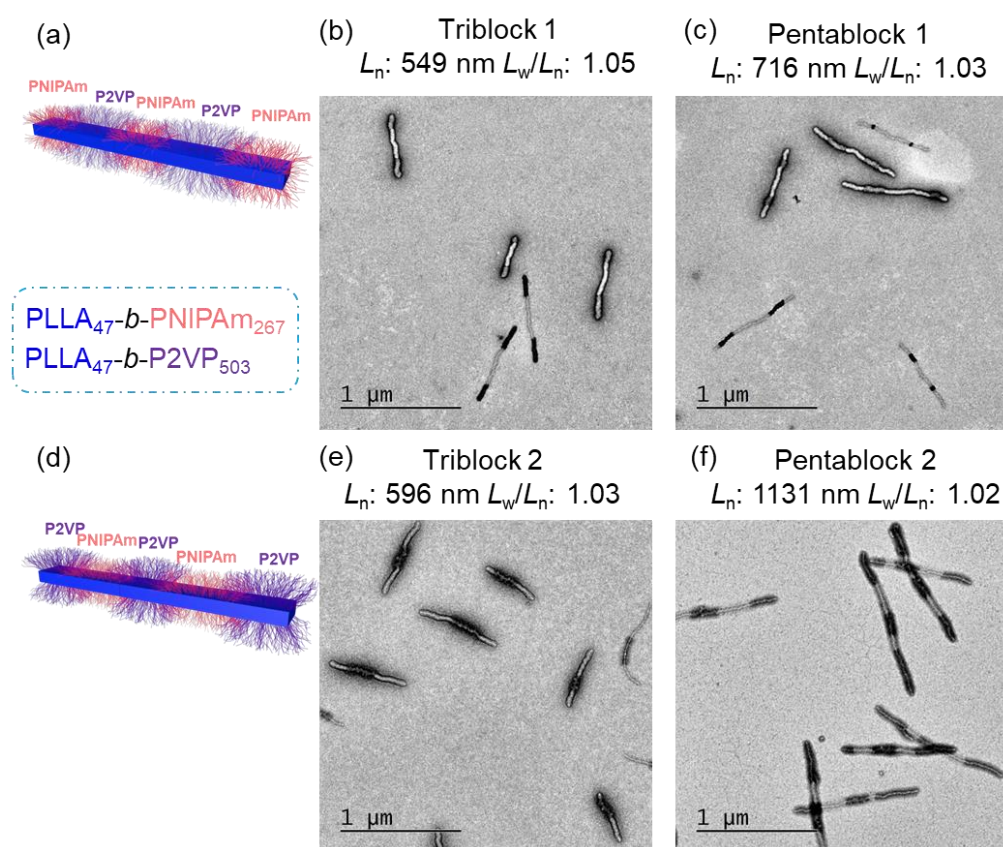 (a)
PNIPAm
P2VP
PNIPAm
P2VP
PNIPAm
PLLA47-b-PNIPAm267
PLLA47-b-P2VP503
(b)
Triblock 1
Ln: 549 nm Lw/Ln: 1.05
1 μm
(c)
Pentablock 1
Ln: 716 nm Lw/Ln: 1.03
1 μm
(d)
P2VP
PNIPAm
P2VP
PNIPAm
P2VP
(e)
Triblock 2
Ln: 596 nm Lw/Ln: 1.03
1 μm
(f)
Pentablock 2
Ln: 1131 nm Lw/Ln: 1.02
1 μm